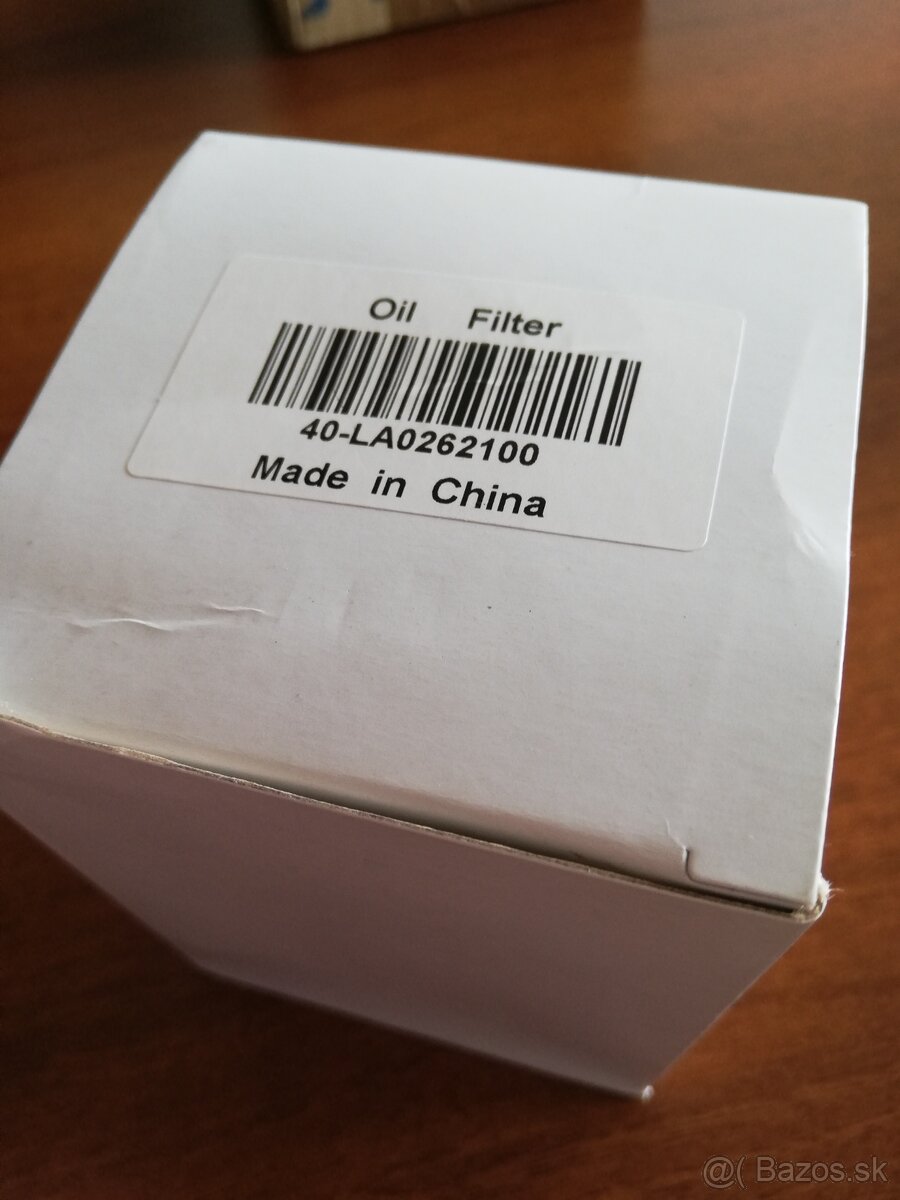 Oil Filter
40-LA0262100
Made in China
@( Bazos.sk